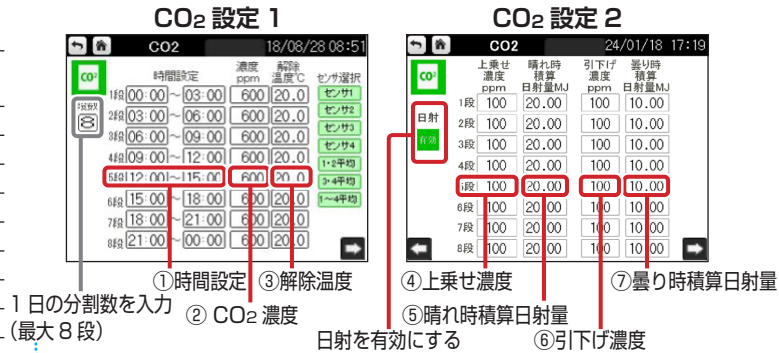 CO2 設定 1
CO2 18/08/28 08:51
CO²
時間設定 濃度 ppm 解除 温度℃ センサ選択
分割数
8
1段 00:00 ～ 03:00 600 20.0 センサ1
2段 03:00 ～ 06:00 600 20.0 センサ2
3段 06:00 ～ 09:00 600 20.0 センサ3
4段 09:00 ～ 12:00 600 20.0 センサ4
5段 12:00 ～ 15:00 600 20.0 1・2平均
6段 15:00 ～ 18:00 600 20.0 3・4平均
7段 18:00 ～ 21:00 600 20.0 1～4平均
8段 21:00 ～ 00:00 600 20.0
①時間設定 ③解除温度
② CO2 濃度
1 日の分割数を入力
（最大 8 段）
CO2 設定 2
CO2 24/01/18 17:19
CO²
上乗せ 濃度 ppm 晴れ時 積算 日射量MJ 引下げ 濃度 ppm 曇り時 積算 日射量MJ
日射
有効
1段 100 20.00 100 10.00
2段 100 20.00 100 10.00
3段 100 20.00 100 10.00
4段 100 20.00 100 10.00
5段 100 20.00 100 10.00
6段 100 20.00 100 10.00
7段 100 20.00 100 10.00
8段 100 20.00 100 10.00
④上乗せ濃度 ⑦曇り時積算日射量
⑤晴れ時積算日射量
日射を有効にする ⑥引下げ濃度